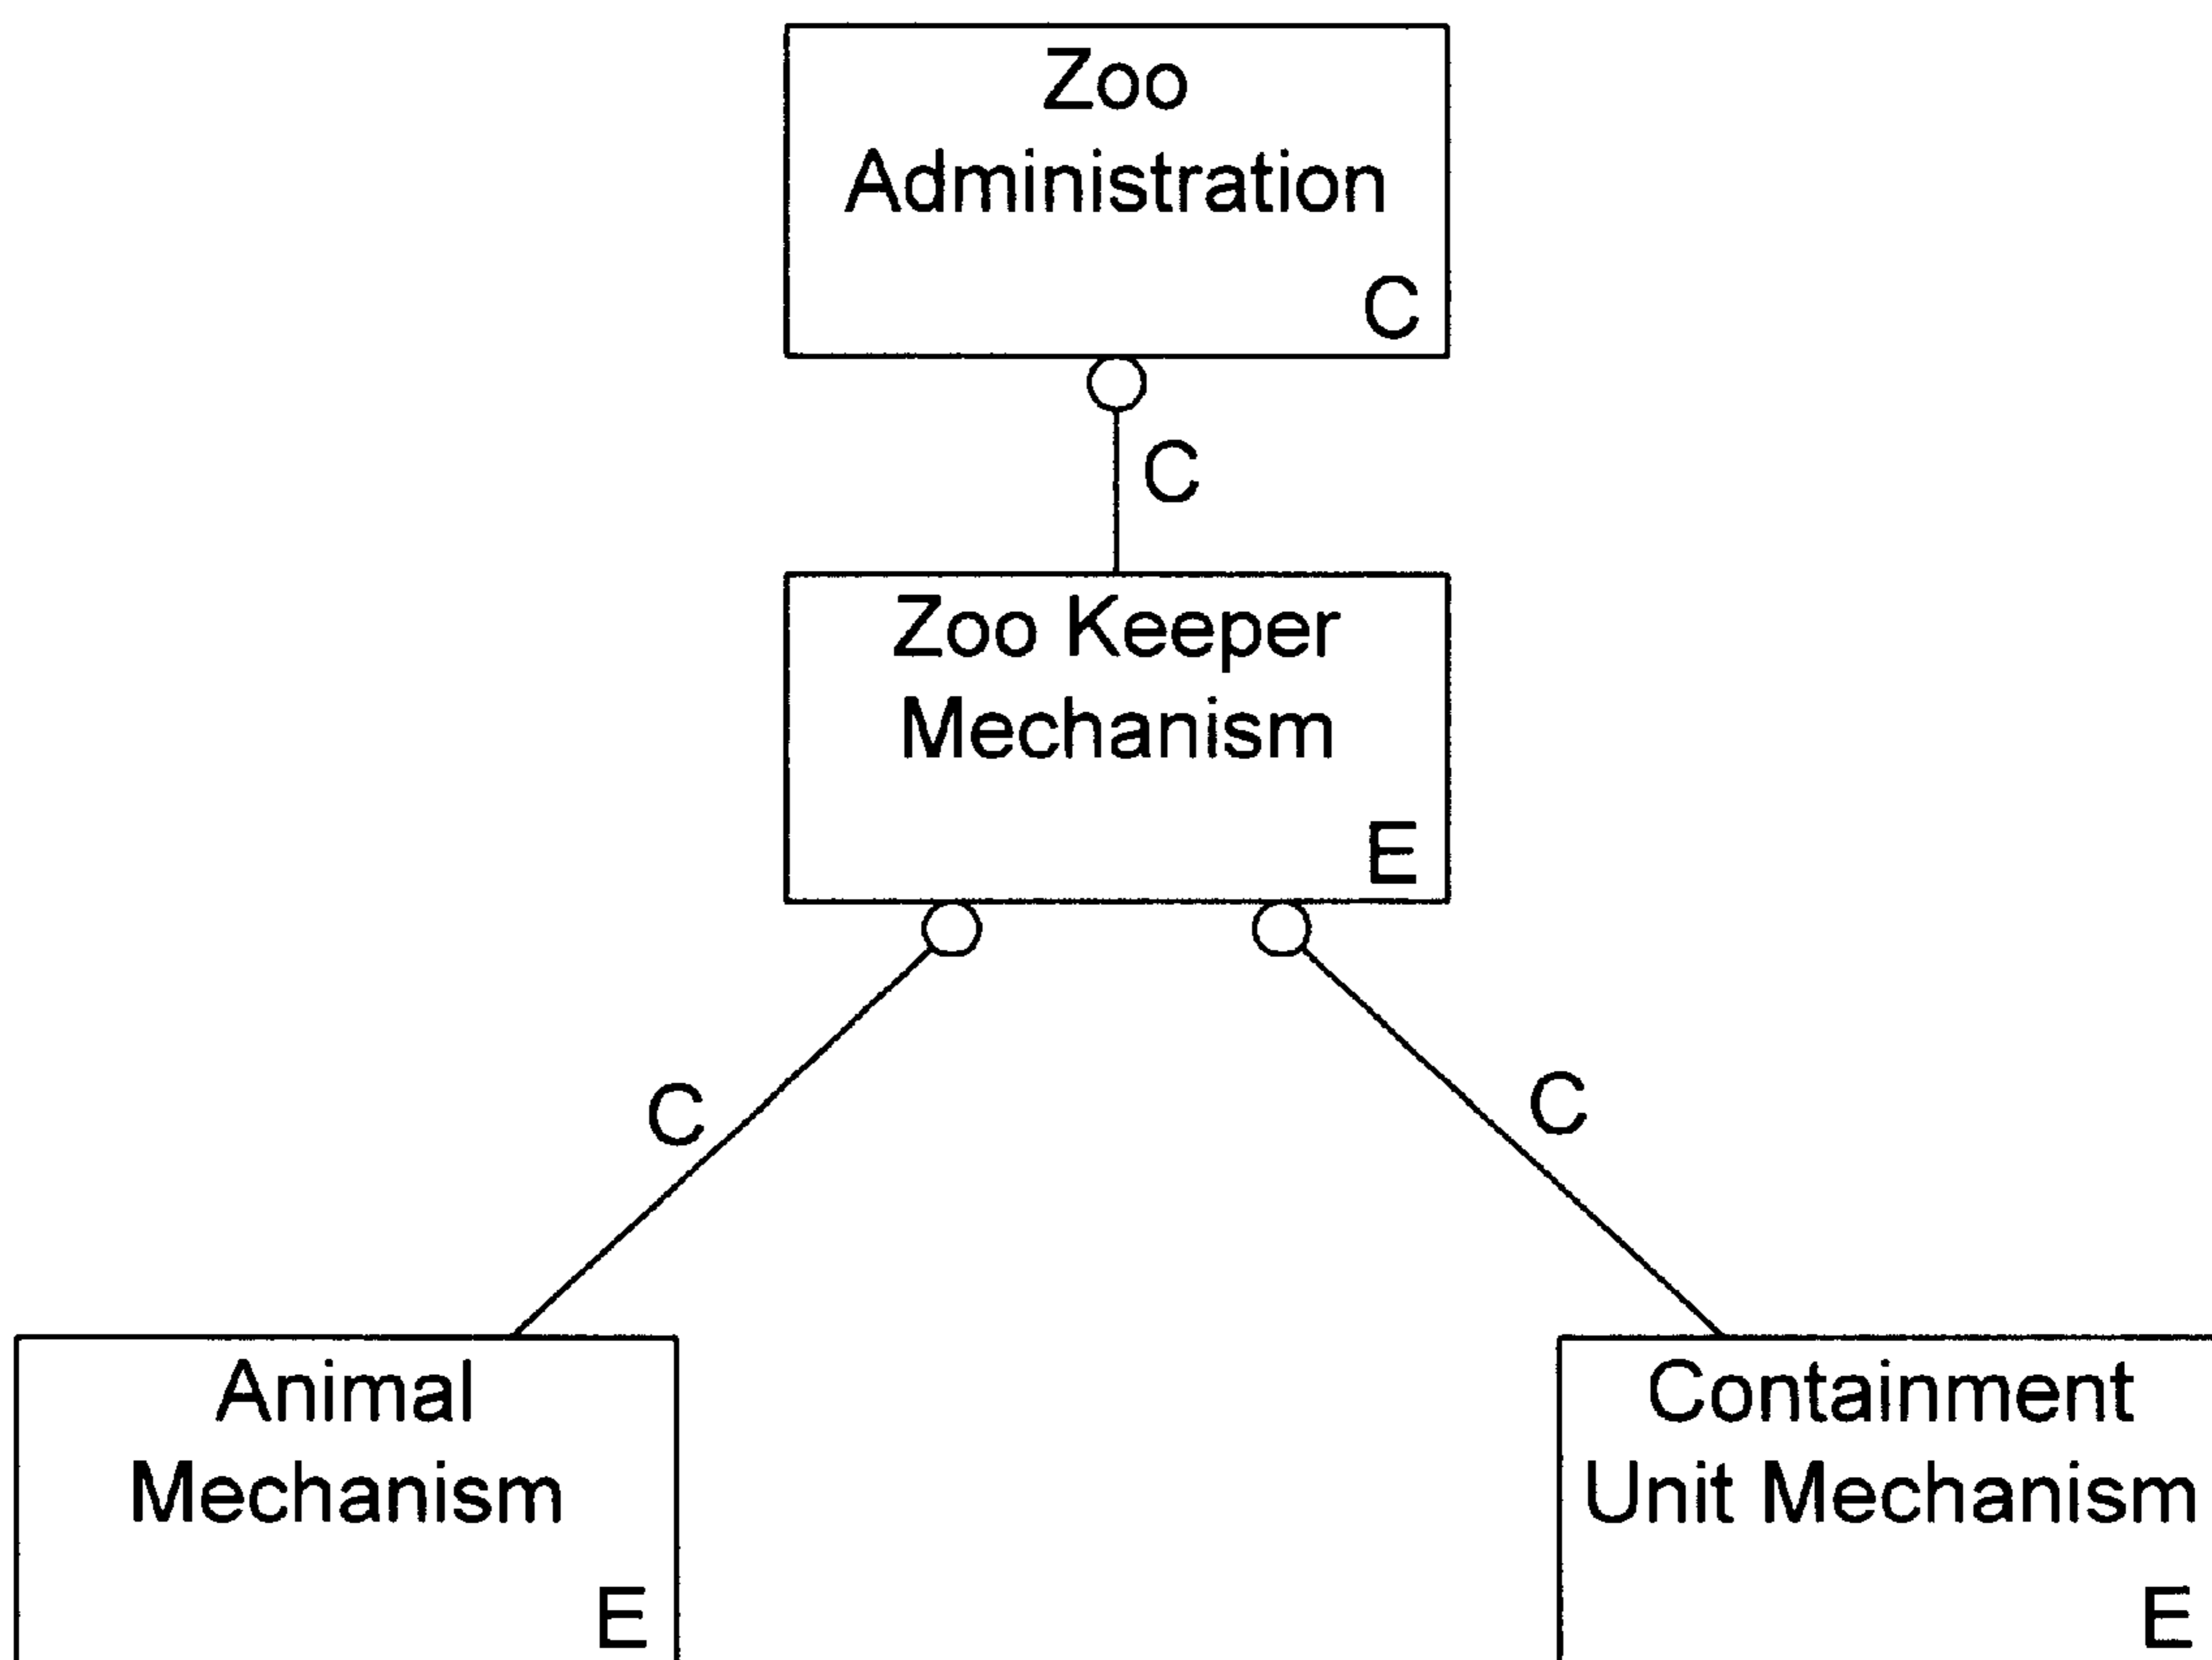 Zoo
Administration
C
C
Zoo Keeper
Mechanism
E
C
C
Animal
Mechanism
E
Containment
Unit Mechanism
E